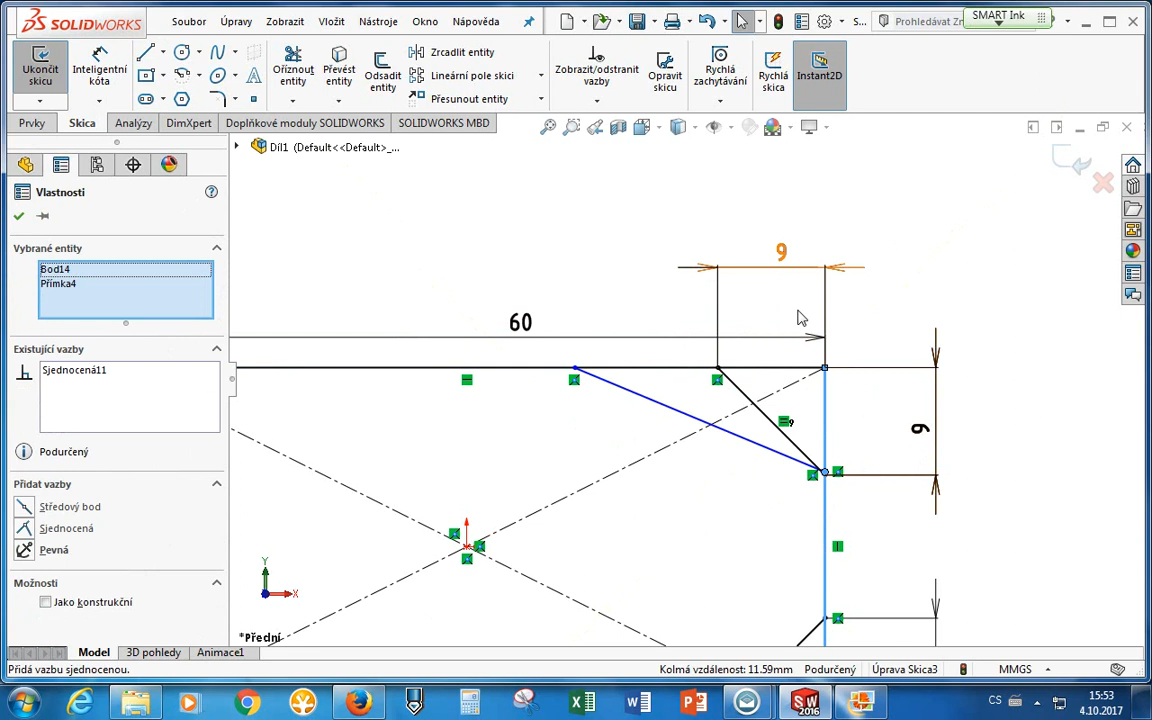 SOLIDWORKS
Soubor Úpravy Zobrazit Vložit Nástroje Okno Nápověda
S...
Prohledávat Zn
SMART Ink
Ukončit skicu
Inteligentní kóta
Oříznout entity
Převést entity
Odsadit entity
Zrcadlit entity
Lineární pole skici
Přesunout entity
Zobrazit/odstranit vazby
Opravit skicu
Rychlá zachytávání
Rychlá skica
Instant2D
Prvky Skica Analýzy DimXpert Doplňkové moduly SOLIDWORKS SOLIDWORKS MBD
Díl1 (Default<<Default>_...
Vlastnosti
Vybrané entity
Bod14
Přímka4
Existující vazby
Sjednocená11
Podurčený
Přidat vazby
Středový bod
Sjednocená
Pevná
Možnosti
Jako konstrukční
9
60
9
9
Y
X
*Přední
Model 3D pohledy Animace1
Přidá vazbu sjednocenou.
Kolmá vzdálenost: 11.59mm Podurčený Úprava Skica3 MMGS
SW 2016
CS
15:53
4.10.2017